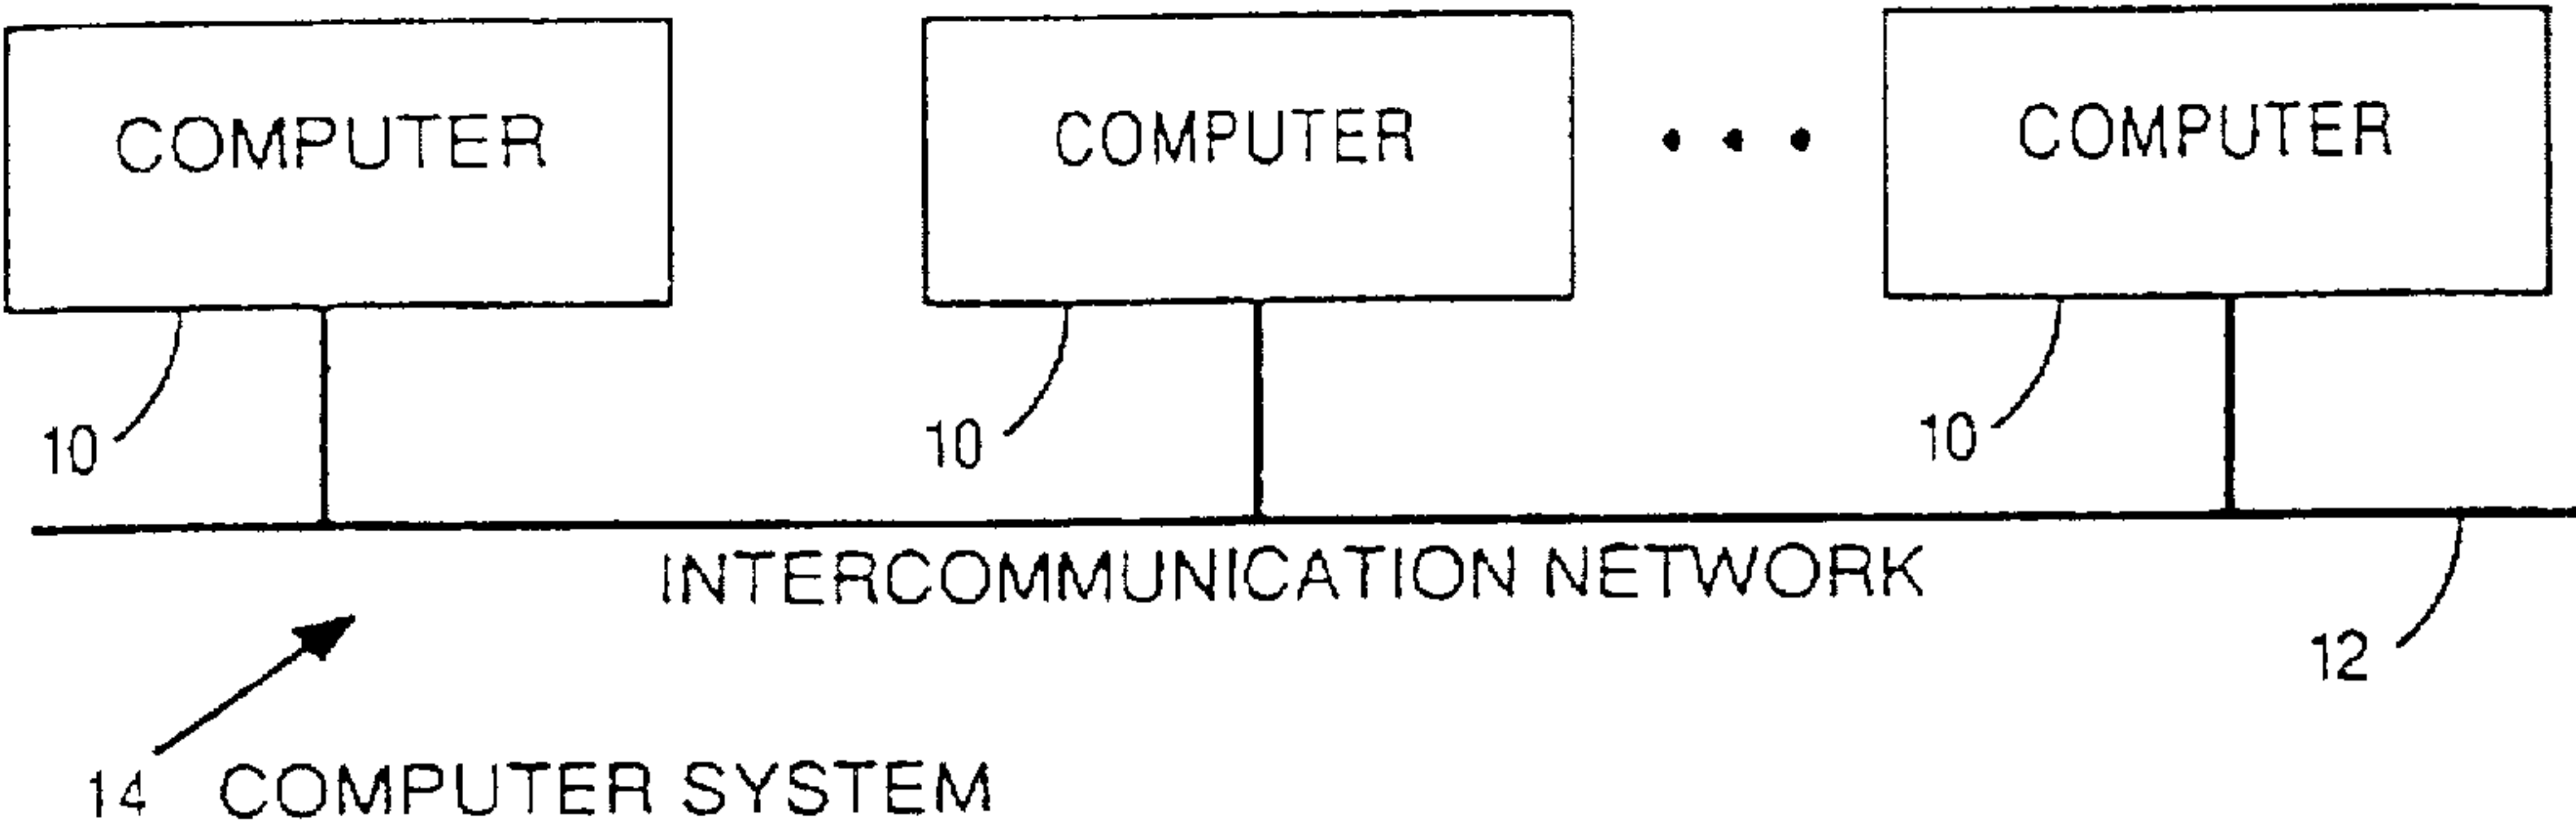 COMPUTER
COMPUTER
• • •
COMPUTER
10
10
10
INTERCOMMUNICATION NETWORK
12
14 COMPUTER SYSTEM